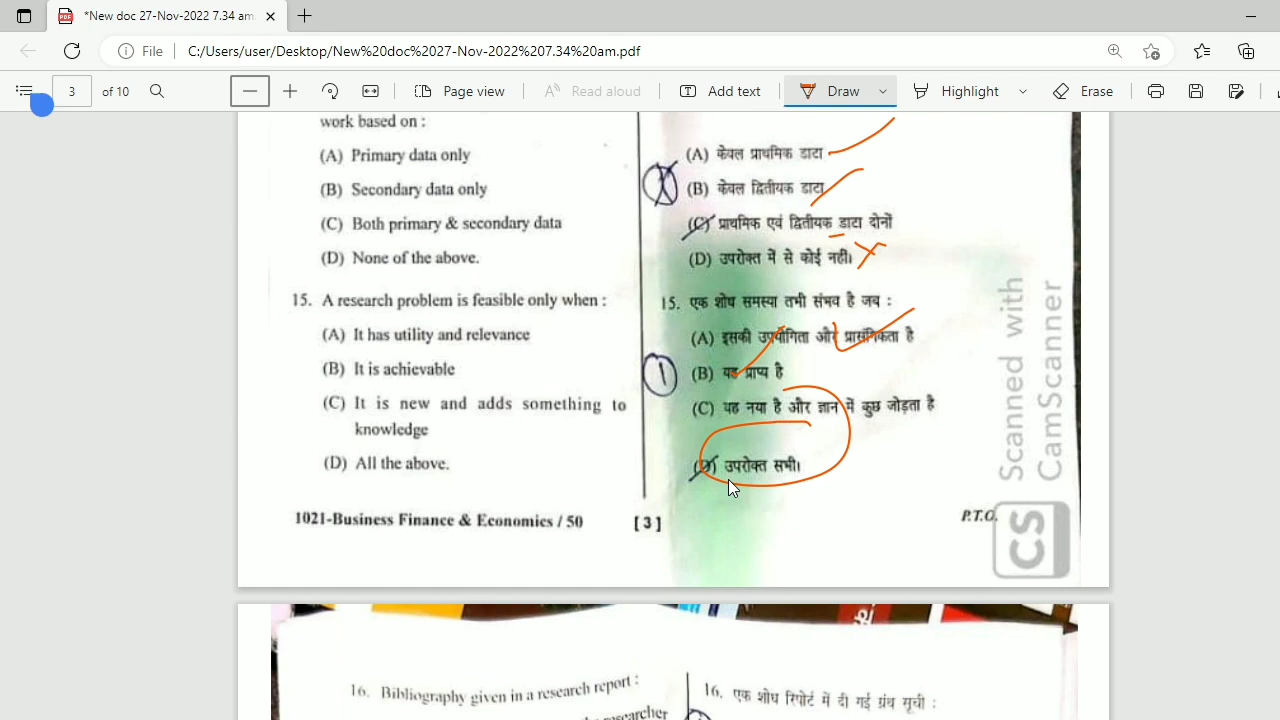 *New doc 27-Nov-2022 7.34 am
File
C:/Users/user/Desktop/New%20doc%2027-Nov-2022%207.34%20am.pdf
3 of 10
Page view
Read aloud
Add text
Draw
Highlight
Erase
work based on :
(A) Primary data only
(B) Secondary data only
(C) Both primary & secondary data
(D) None of the above.
15. A research problem is feasible only when :
(A) It has utility and relevance
(B) It is achievable
(C) It is new and adds something to
knowledge
(D) All the above.
1021-Business Finance & Economics / 50
[3]
(A) केवल प्राथमिक डाटा
(B) केवल द्वितीयक डाटा
(C) प्राथमिक एवं द्वितीयक डाटा दोनों
(D) उपरोक्त में से कोई नहीं।
15. एक शोध समस्या तभी संभव है जब :
(A) इसकी उपयोगिता और प्रासंगिकता है
(B) यह प्राप्य है
(C) यह नया है और ज्ञान में कुछ जोड़ता है
(D) उपरोक्त सभी।
P.T.O.
Scanned with
CamScanner
CS
16. Bibliography given in a research report :
researcher
16. एक शोध रिपोर्ट में दी गई ग्रंथ सूची :